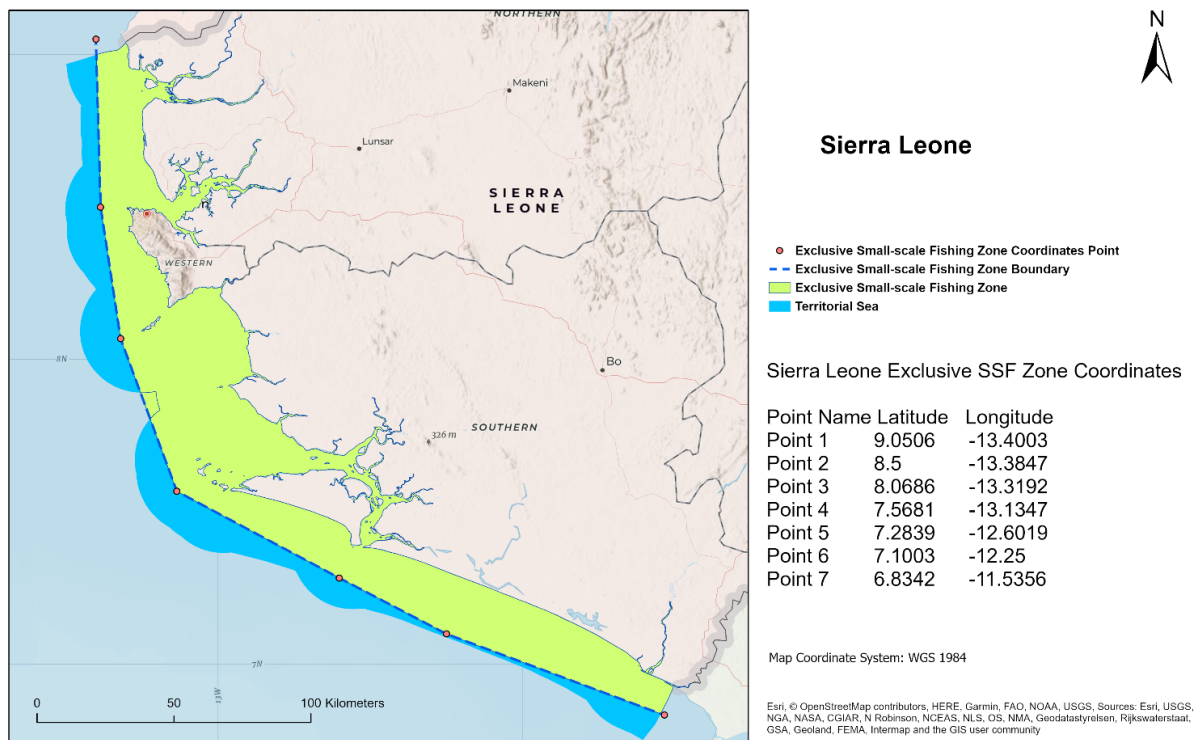 NORTHERN
Makeni
Lunsar
SIERRA
LEONE
n
WESTERN
8N
Bo
326 m
SOUTHERN
7N
13W
0 50 100 Kilometers
N
Sierra Leone
Exclusive Small-scale Fishing Zone Coordinates Point
Exclusive Small-scale Fishing Zone Boundary
Exclusive Small-scale Fishing Zone
Territorial Sea
Sierra Leone Exclusive SSF Zone Coordinates
Point Name Latitude Longitude
Point 1 9.0506 -13.4003
Point 2 8.5 -13.3847
Point 3 8.0686 -13.3192
Point 4 7.5681 -13.1347
Point 5 7.2839 -12.6019
Point 6 7.1003 -12.25
Point 7 6.8342 -11.5356
Map Coordinate System: WGS 1984
Esri, © OpenStreetMap contributors, HERE, Garmin, FAO, NOAA, USGS, Sources: Esri, USGS,
NGA, NASA, CGIAR, N Robinson, NCEAS, NLS, OS, NMA, Geodatastyrelsen, Rijkswaterstaat,
GSA, Geoland, FEMA, Intermap and the GIS user community